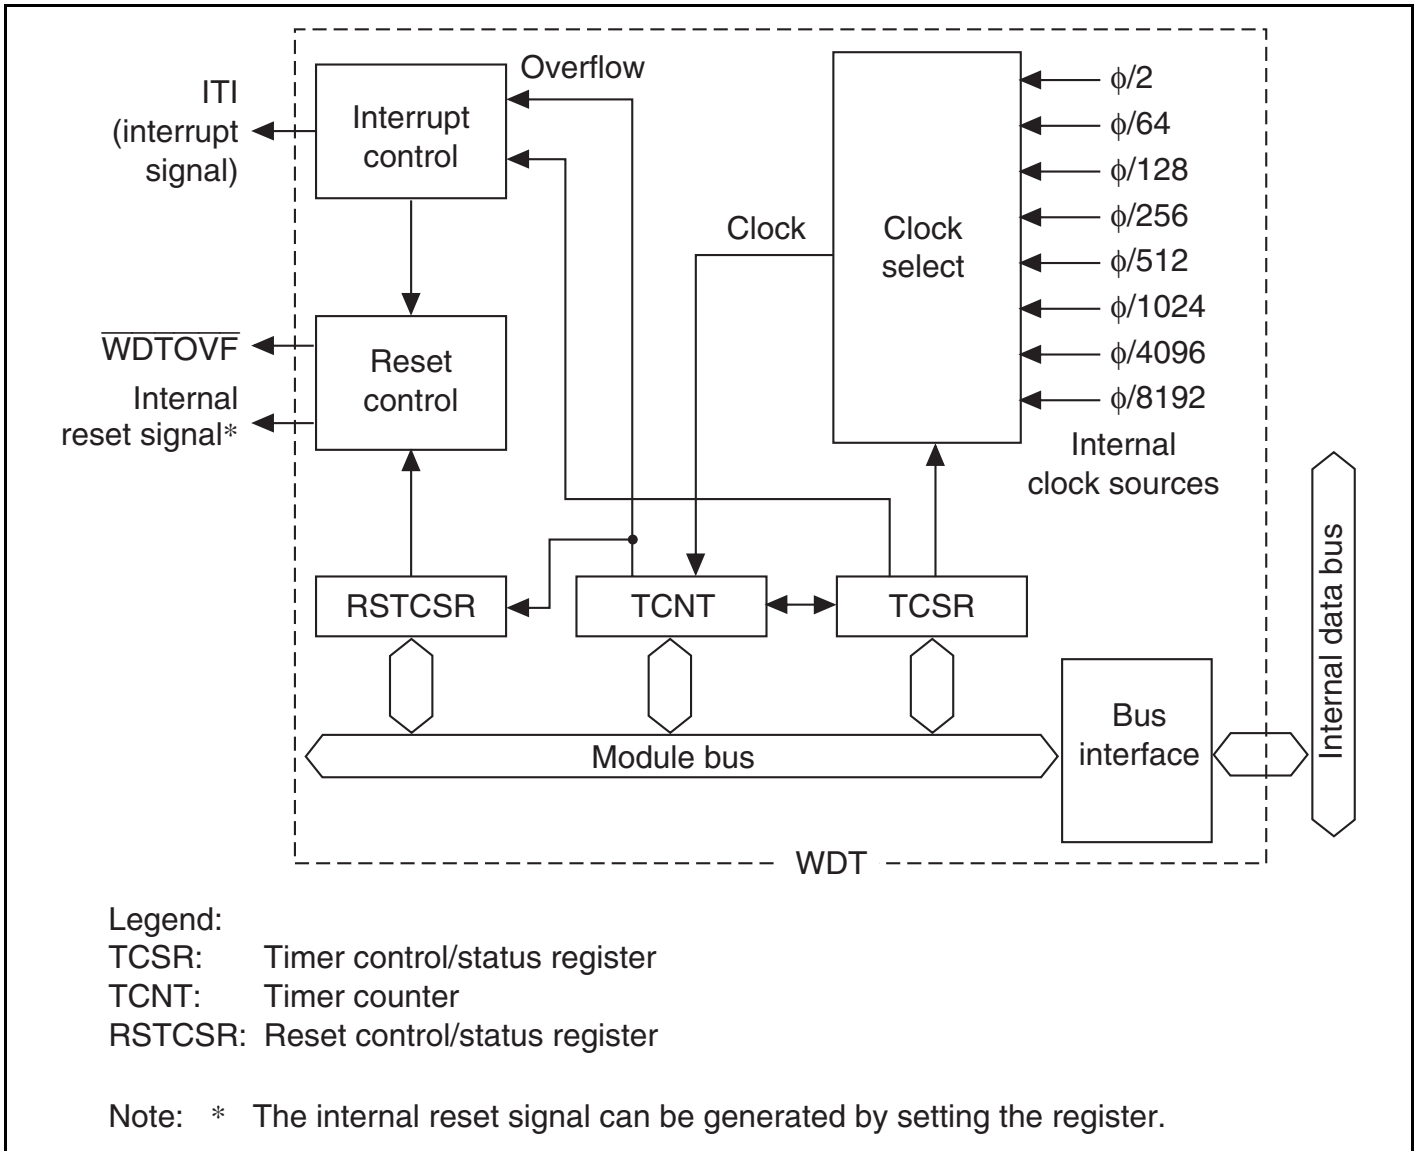 Overflow
ITI
(interrupt
signal)
Interrupt
control
ϕ/2
ϕ/64
ϕ/128
ϕ/256
ϕ/512
ϕ/1024
ϕ/4096
ϕ/8192
Clock
Clock
select
WDTOVF
Internal
reset signal*
Reset
control
Internal
clock sources
RSTCSR
TCNT
TCSR
Internal data bus
Bus
interface
Module bus
WDT
Legend:
TCSR: Timer control/status register
TCNT: Timer counter
RSTCSR: Reset control/status register
Note: * The internal reset signal can be generated by setting the register.